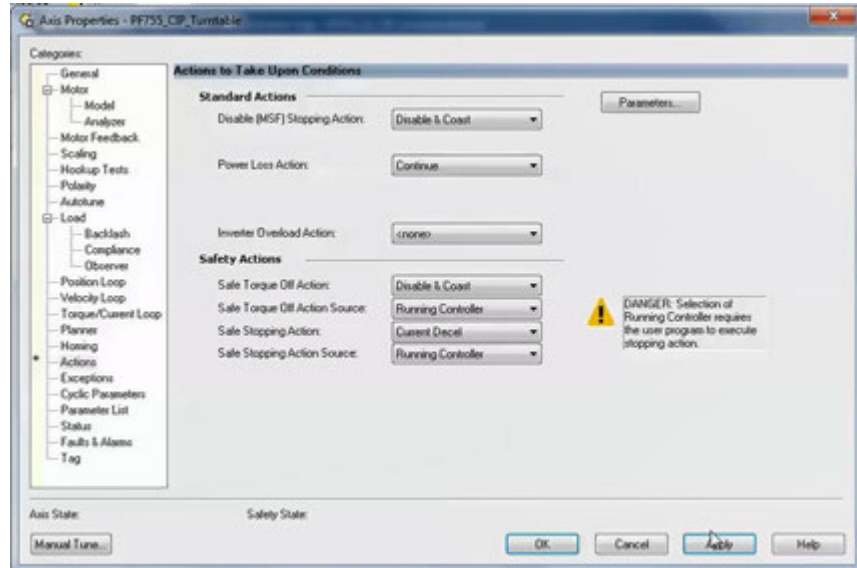 Axis Properties - PF755_CIP_Turntable
Categories:
General
Motor
Model
Analyzer
Motor Feedback
Scaling
Hookup Tests
Polarity
Autotune
Load
Backlash
Compliance
Observer
Position Loop
Velocity Loop
Torque/Current Loop
Planner
Homing
Actions
Exceptions
Cyclic Parameters
Parameter List
Status
Faults & Alarms
Tag
Actions to Take Upon Conditions
Standard Actions
Parameters...
Disable (MSF) Stopping Action: Disable & Coast
Power Loss Action: Continue
Inverter Overload Action: <none>
Safety Actions
Safe Torque Off Action: Disable & Coast
Safe Torque Off Action Source: Running Controller
Safe Stopping Action: Current Decel
Safe Stopping Action Source: Running Controller
DANGER: Selection of
Running Controller requires
the user program to execute
stopping action.
Axis State: Safety State:
Manual Tune... OK Cancel Apply Help